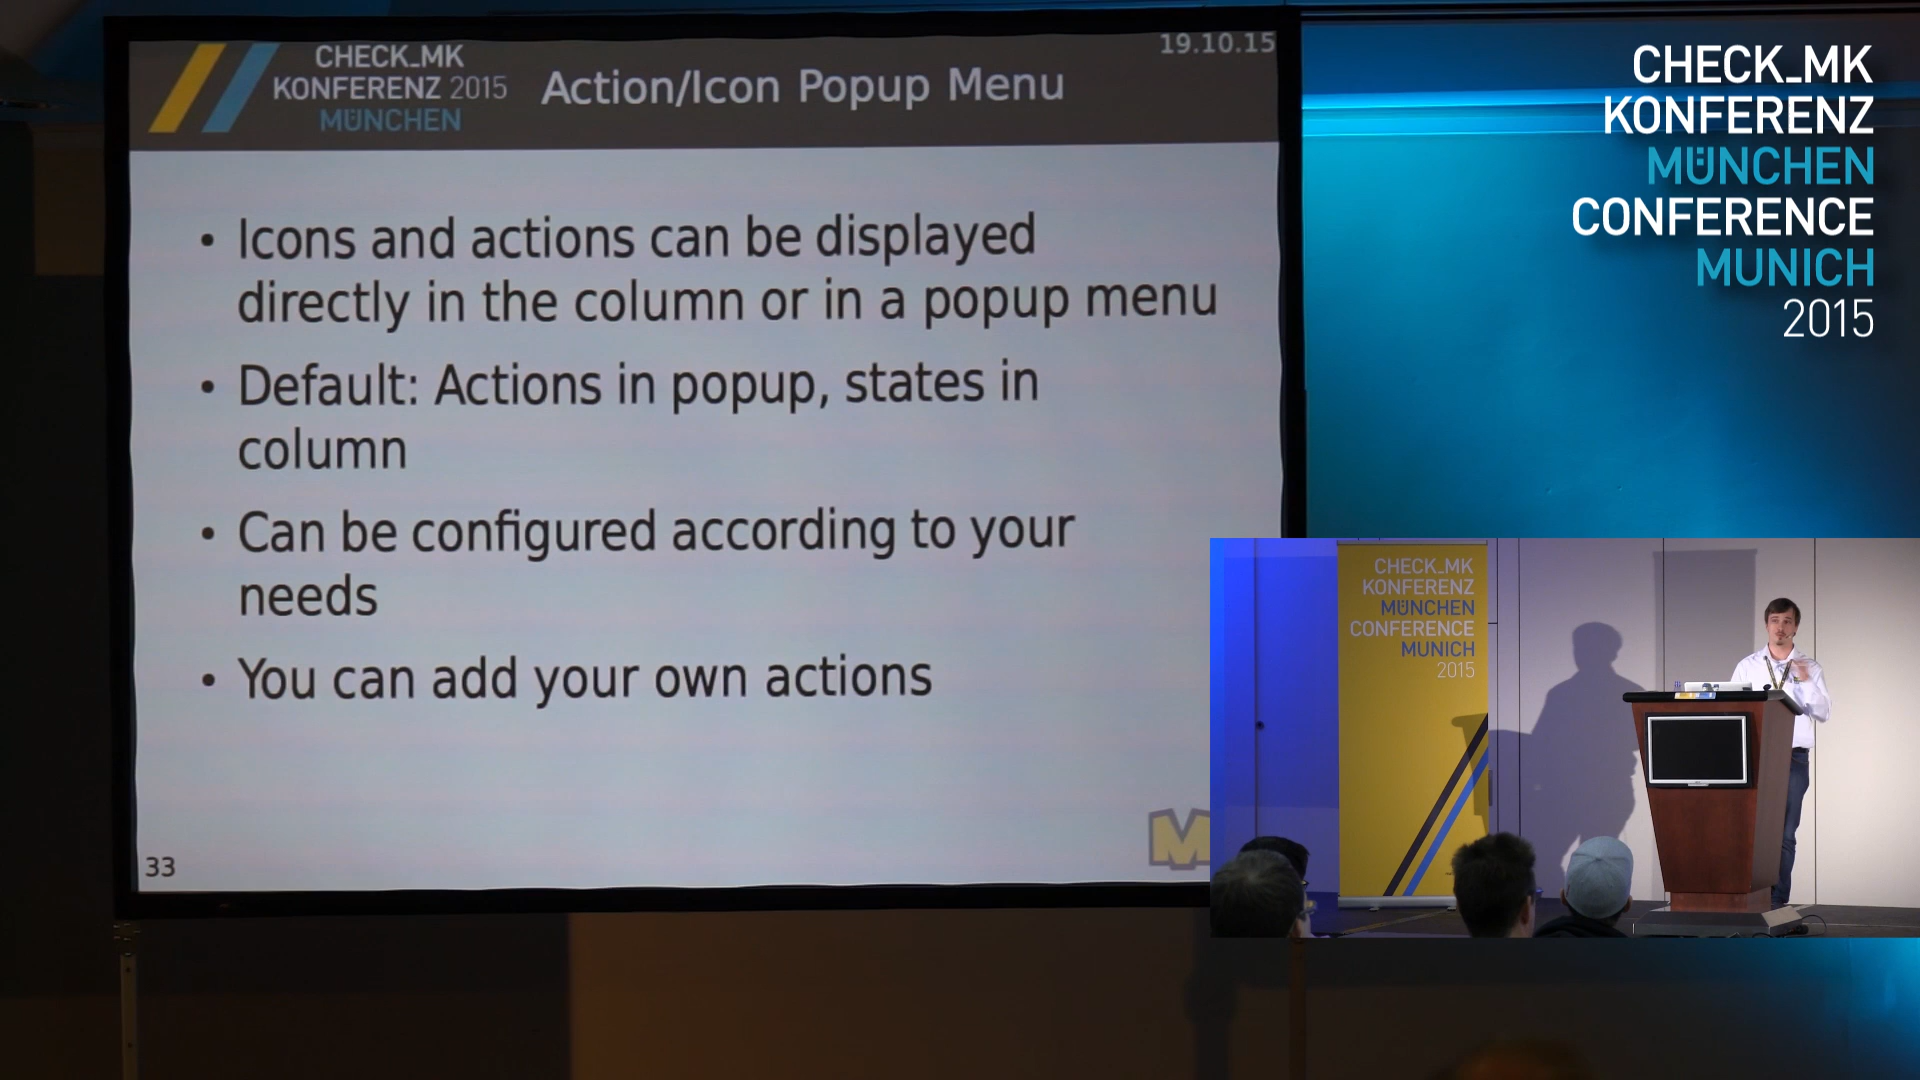 CHECK_MK
KONFERENZ 2015
MÜNCHEN
Action/Icon Popup Menu
19.10.15
• Icons and actions can be displayed
directly in the column or in a popup menu
• Default: Actions in popup, states in
column
• Can be configured according to your
needs
• You can add your own actions
33
M
CHECK_MK
KONFERENZ
MÜNCHEN
CONFERENCE
MUNICH
2015
CHECK_MK
KONFERENZ
MÜNCHEN
CONFERENCE
MUNICH
2015